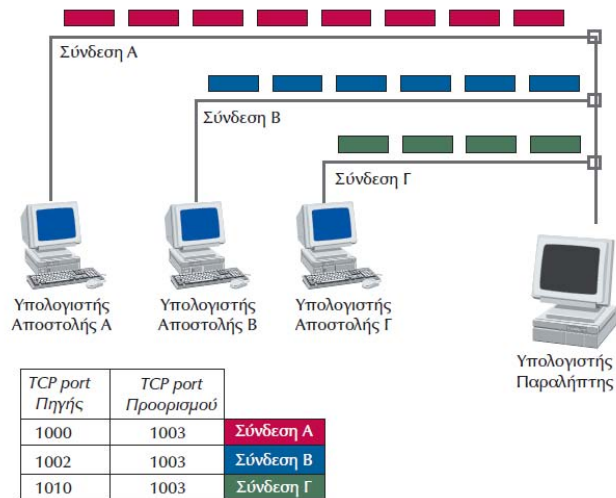 Σύνδεση Α
Σύνδεση Β
Σύνδεση Γ
Υπολογιστής
Αποστολής Α
Υπολογιστής
Αποστολής Β
Υπολογιστής
Αποστολής Γ
Υπολογιστής
Παραλήπτης
TCP port
Πηγής
TCP port
Προορισμού
1000 1003 Σύνδεση Α
1002 1003 Σύνδεση Β
1010 1003 Σύνδεση Γ